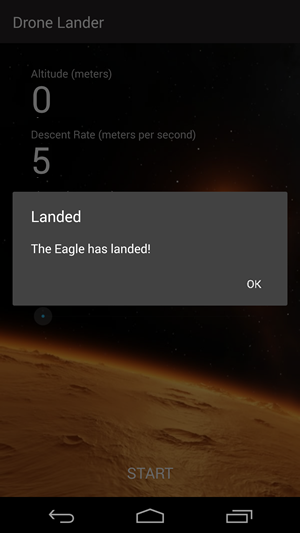 Drone Lander
Altitude (meters)
0
Descent Rate (meters per second)
5
Landed
The Eagle has landed!
OK
START